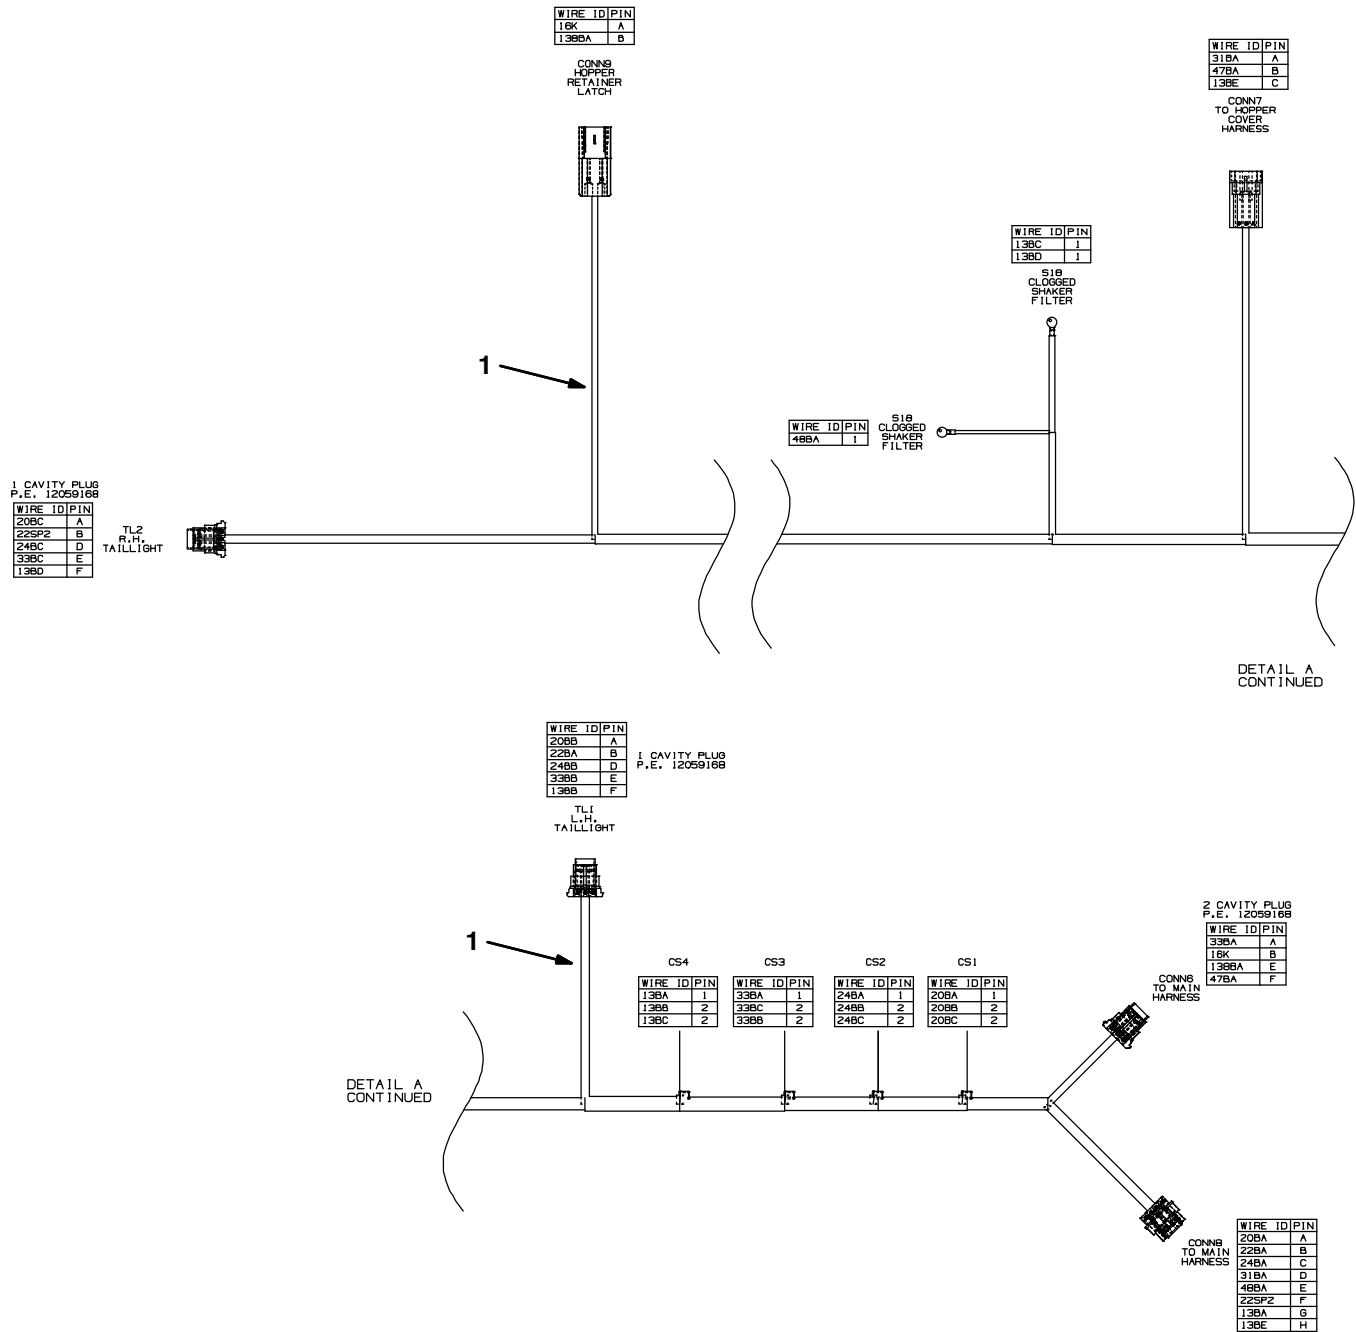 WIRE ID PIN
16K A
13BBA B
CONN9
HOPPER
RETAINER
LATCH
WIRE ID PIN
31BA A
47BA B
13BE C
CONN7
TO HOPPER
COVER
HARNESS
WIRE ID PIN
13BC 1
13BD 1
S18
CLOGGED
SHAKER
FILTER
1
WIRE ID PIN
48BA 1
S18
CLOGGED
SHAKER
FILTER
1 CAVITY PLUG
P.E. 12059168
WIRE ID PIN
20BC A
22SP2 B
24BC D
33BC E
13BD F
TL2
R.H.
TAILLIGHT
DETAIL A
CONTINUED
WIRE ID PIN
20BB A
22BA B
24BB D
33BB E
13BB F
1 CAVITY PLUG
P.E. 12059168
TL1
L.H.
TAILLIGHT
1
CS4
WIRE ID PIN
13BA 1
13BB 2
13BC 2
CS3
WIRE ID PIN
33BA 1
33BC 2
33BB 2
CS2
WIRE ID PIN
24BA 1
24BB 2
24BC 2
CS1
WIRE ID PIN
20BA 1
20BB 2
20BC 2
2 CAVITY PLUG
P.E. 12059168
WIRE ID PIN
33BA A
16K B
13BBA E
47BA F
CONN6
TO MAIN
HARNESS
DETAIL A
CONTINUED
CONN8
TO MAIN
HARNESS
WIRE ID PIN
20BA A
22BA B
24BA C
31BA D
48BA E
22SP2 F
13BA G
13BE H